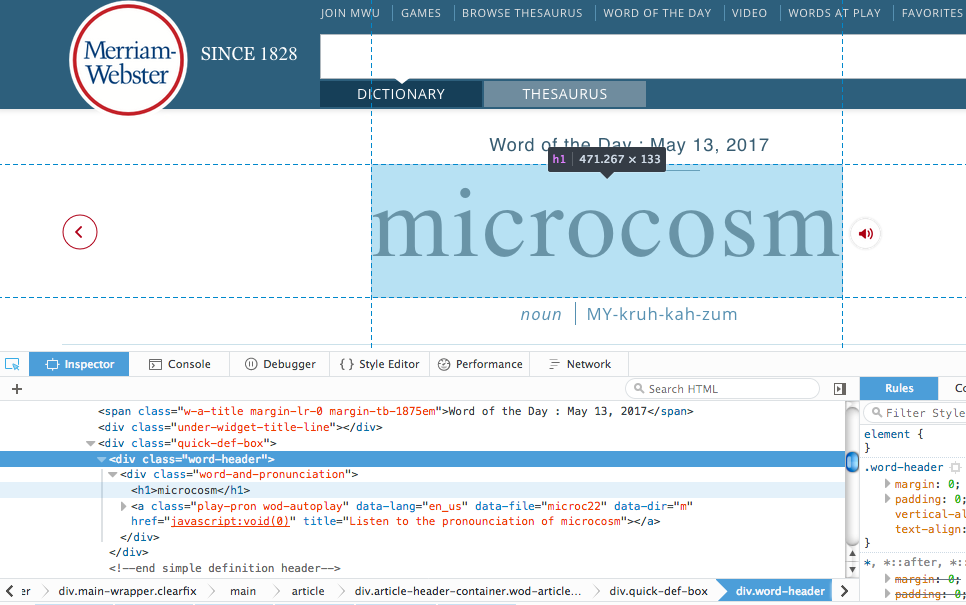 JOIN MWU GAMES BROWSE THESAURUS WORD OF THE DAY VIDEO WORDS AT PLAY FAVORITES
Merriam-
Webster
SINCE 1828
DICTIONARY THESAURUS
Word of the Day : May 13, 2017
h1 471.267 × 133
microcosm
noun MY-kruh-kah-zum
Inspector Console Debugger { } Style Editor Performance Network
+ Search HTML Rules Co
Filter Style
<span class="w-a-title margin-lr-0 margin-tb-1875em">Word of the Day : May 13, 2017</span>
<div class="under-widget-title-line"></div>
<div class="quick-def-box">
<div class="word-header">
<div class="word-and-pronunciation">
<h1>microcosm</h1>
<a class="play-pron wod-autoplay" data-lang="en_us" data-file="microc22" data-dir="m"
href="javascript:void(0)" title="Listen to the pronounciation of microcosm"></a>
</div>
</div>
<!--end simple definition header-->
element {
}
.word-header
margin: 0;
padding: 0;
vertical-al
text-align:
}
*, *::after, *::
margin: 0;
padding: 0;
er div.main-wrapper.clearfix main article div.article-header-container.wod-article... div.quick-def-box div.word-header